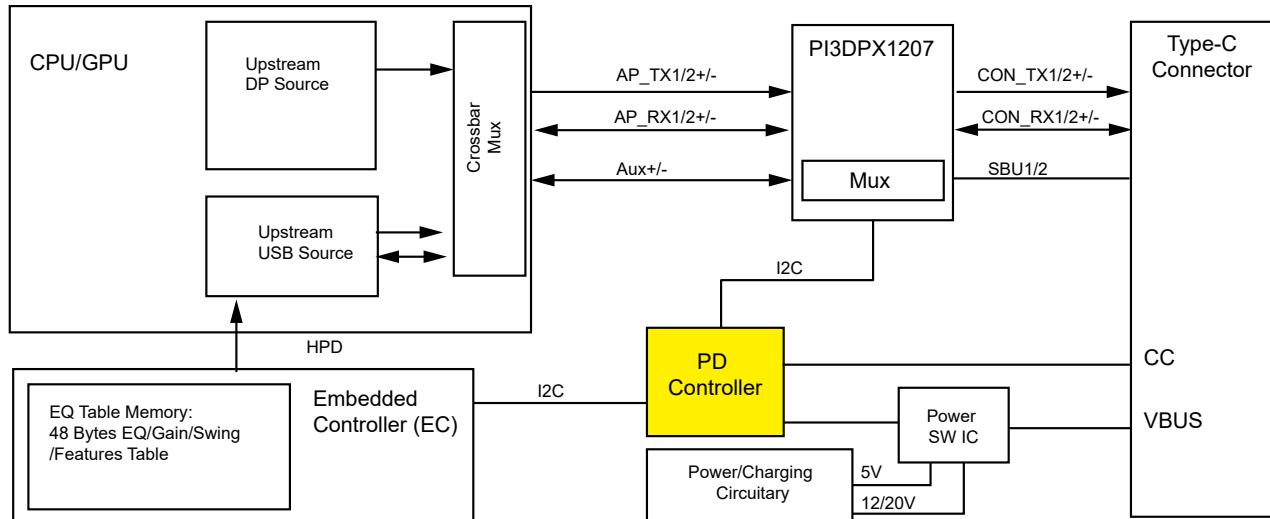 CPU/GPU
Upstream
DP Source
Crossbar
Mux
Upstream
USB Source
AP_TX1/2+/-
AP_RX1/2+/-
Aux+/-
PI3DPX1207
Mux
CON_TX1/2+/-
CON_RX1/2+/-
SBU1/2
Type-C
Connector
I2C
HPD
PD
Controller
CC
EQ Table Memory:
48 Bytes EQ/Gain/Swing
/Features Table
Embedded
Controller (EC)
I2C
Power
SW IC
VBUS
Power/Charging
Circuitary
5V
12/20V